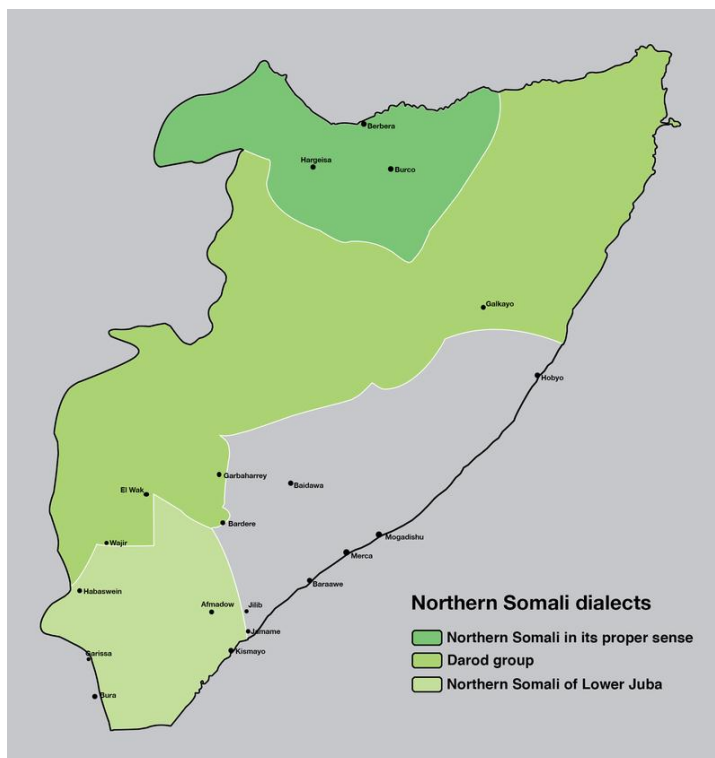 Berbera
Hargeisa
Burco
Galkayo
Hobyo
Garbaharrey
Baidawa
El Wak
Bardere
Mogadishu
Wajir
Merca
Baraawe
Habaswein
Afmadow
Jilib
Jamame
Kismayo
Garissa
Bura
Northern Somali dialects
Northern Somali in its proper sense
Darod group
Northern Somali of Lower Juba